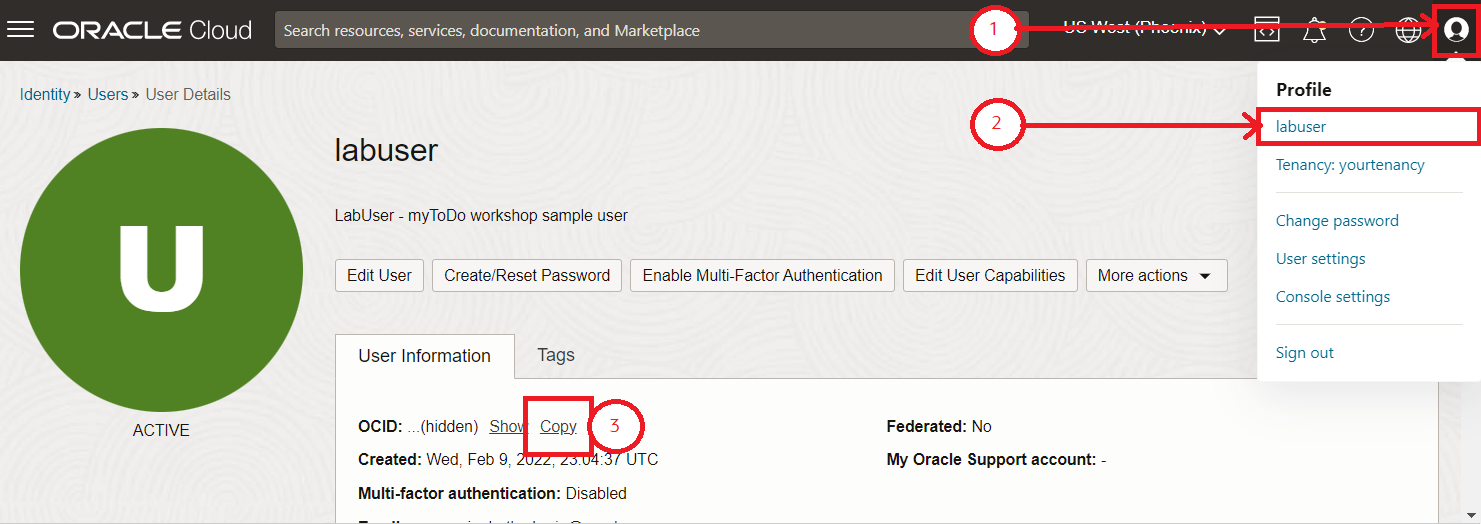 ORACLE Cloud
Search resources, services, documentation, and Marketplace
1
US West (Phoenix)
Profile
labuser
Tenancy: yourtenancy
Change password
User settings
Console settings
Sign out
2
Identity » Users » User Details
U
ACTIVE
labuser
LabUser - myToDo workshop sample user
Edit User
Create/Reset Password
Enable Multi-Factor Authentication
Edit User Capabilities
More actions
User Information
Tags
OCID: ...(hidden) Show Copy
3
Created: Wed, Feb 9, 2022, 23:04:37 UTC
Multi-factor authentication: Disabled
Federated: No
My Oracle Support account: -